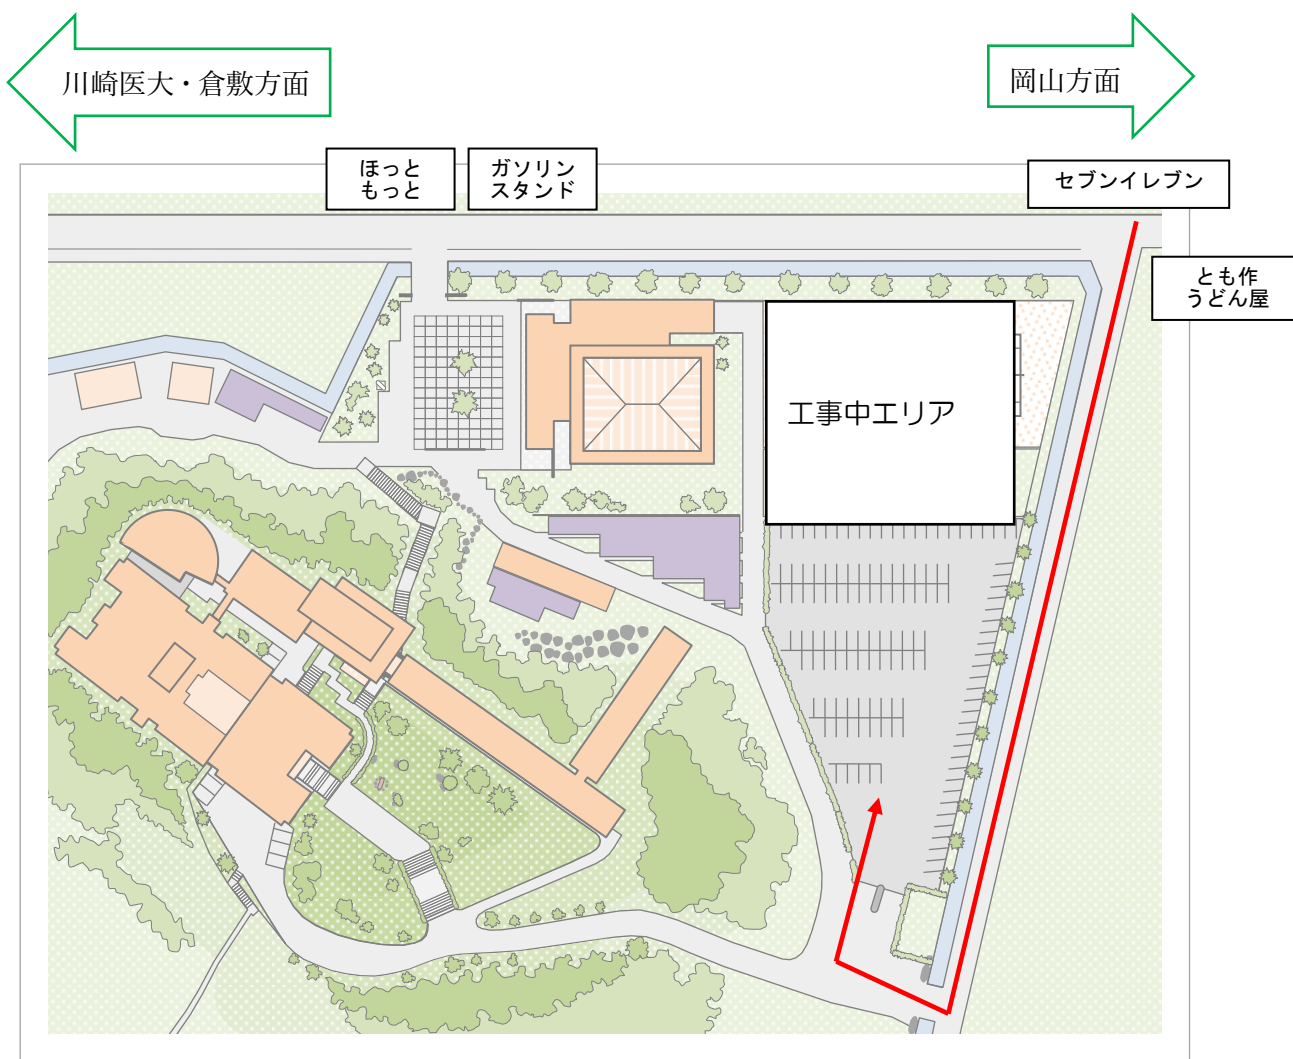 川崎医大・倉敷方面
岡山方面
ほっと
もっと
ガソリン
スタンド
セブンイレブン
とも作
うどん屋
工事中エリア